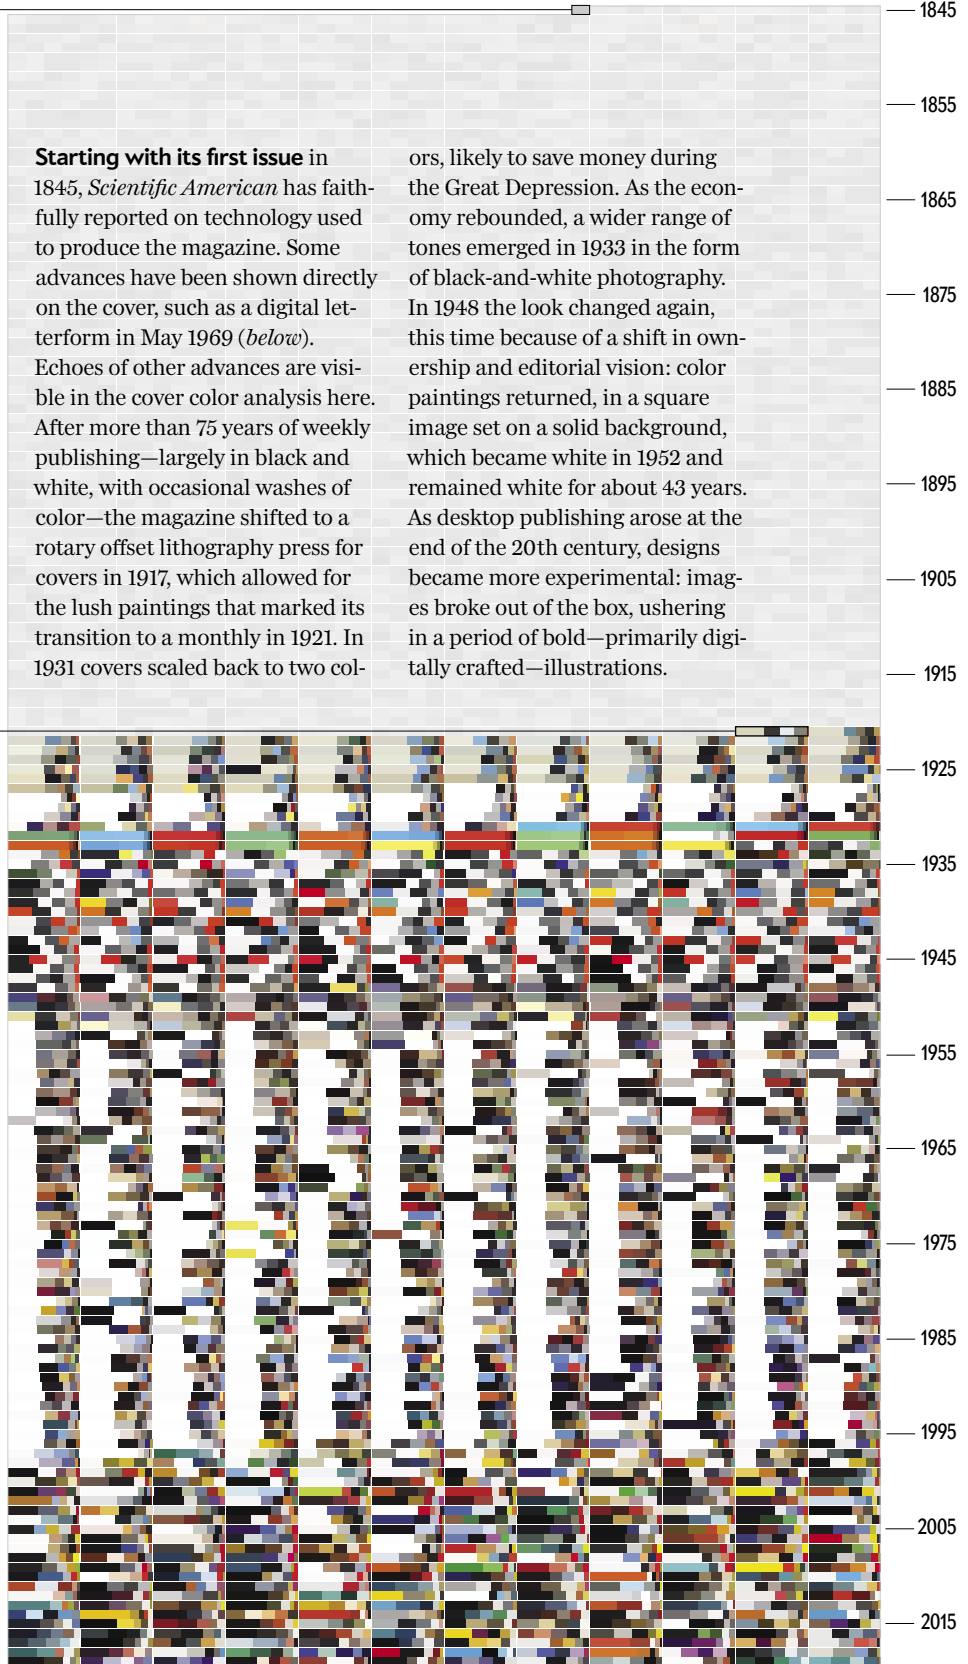 Starting with its first issue in
1845, Scientific American has faith-
fully reported on technology used
to produce the magazine. Some
advances have been shown directly
on the cover, such as a digital let-
terform in May 1969 (below).
Echoes of other advances are visi-
ble in the cover color analysis here.
After more than 75 years of weekly
publishing—largely in black and
white, with occasional washes of
color—the magazine shifted to a
rotary offset lithography press for
covers in 1917, which allowed for
the lush paintings that marked its
transition to a monthly in 1921. In
1931 covers scaled back to two col-
ors, likely to save money during
the Great Depression. As the econ-
omy rebounded, a wider range of
tones emerged in 1933 in the form
of black-and-white photography.
In 1948 the look changed again,
this time because of a shift in own-
ership and editorial vision: color
paintings returned, in a square
image set on a solid background,
which became white in 1952 and
remained white for about 43 years.
As desktop publishing arose at the
end of the 20th century, designs
became more experimental: imag-
es broke out of the box, ushering
in a period of bold—primarily digi-
tally crafted—illustrations.
1845
1855
1865
1875
1885
1895
1905
1915
1925
1935
1945
1955
1965
1975
1985
1995
2005
2015